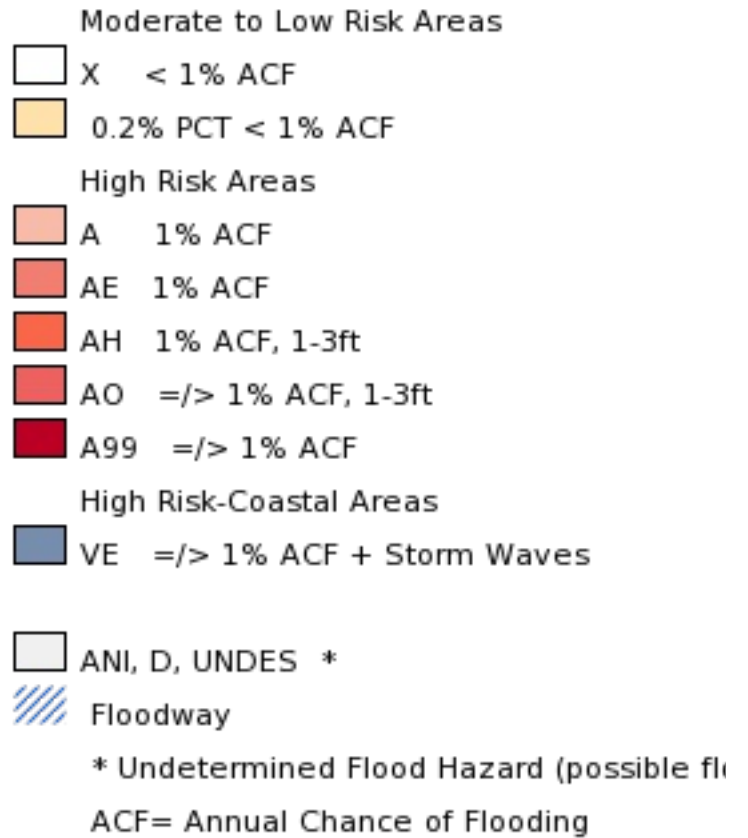 Moderate to Low Risk Areas
X < 1% ACF
0.2% PCT < 1% ACF
High Risk Areas
A 1% ACF
AE 1% ACF
AH 1% ACF, 1-3ft
AO =/> 1% ACF, 1-3ft
A99 =/> 1% ACF
High Risk-Coastal Areas
VE =/> 1% ACF + Storm Waves
ANI, D, UNDES *
Floodway
* Undetermined Flood Hazard (possible
ACF= Annual Chance of Flooding